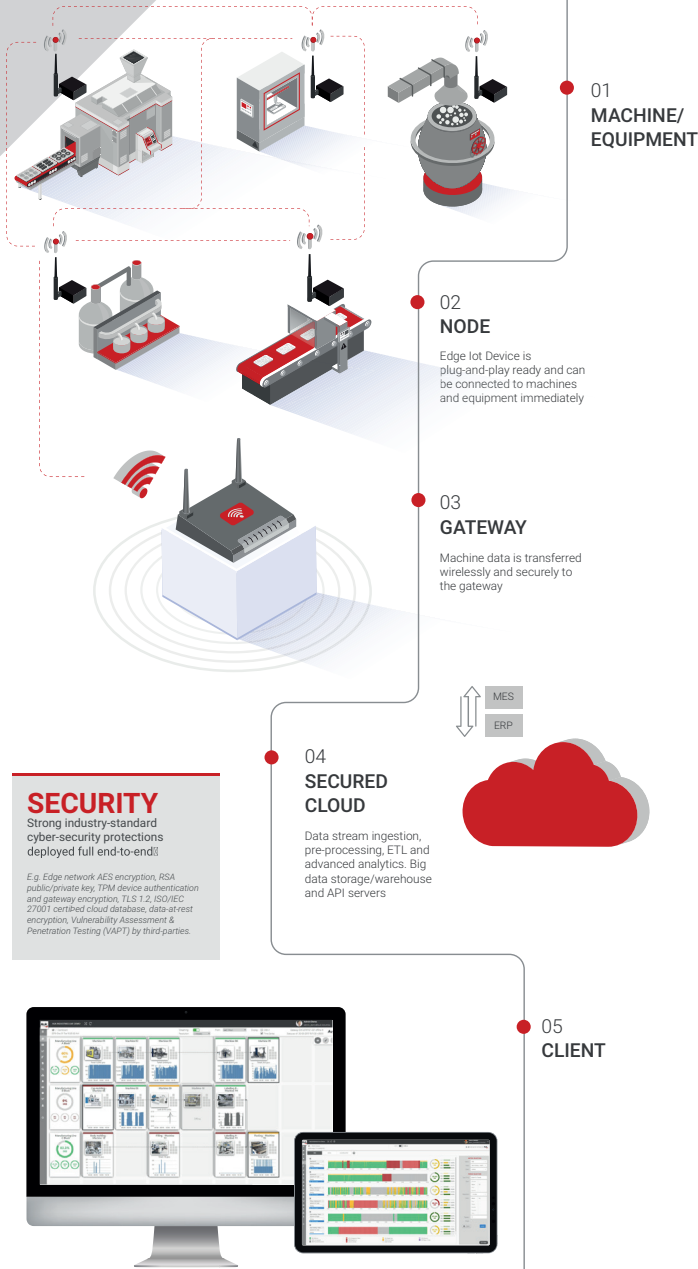 01
MACHINE/
EQUIPMENT
02
NODE
Edge Iot Device is
plug-and-play ready and can
be connected to machines
and equipment immediately
03
GATEWAY
Machine data is transferred
wirelessly and securely to
the gateway
MES
ERP
04
SECURED
CLOUD
Data stream ingestion,
pre-processing, ETL and
advanced analytics. Big
data storage/warehouse
and API servers
SECURITY
Strong industry-standard
cyber-security protections
deployed full end-to-end
E.g. Edge network AES encryption, RSA
public/private key, TPM device authentication
and gateway encryption, TLS 1.2, ISO/IEC
27001 certified cloud database, data-at-rest
encryption, Vulnerability Assessment &
Penetration Testing (VAPT) by third-parties.
05
CLIENT